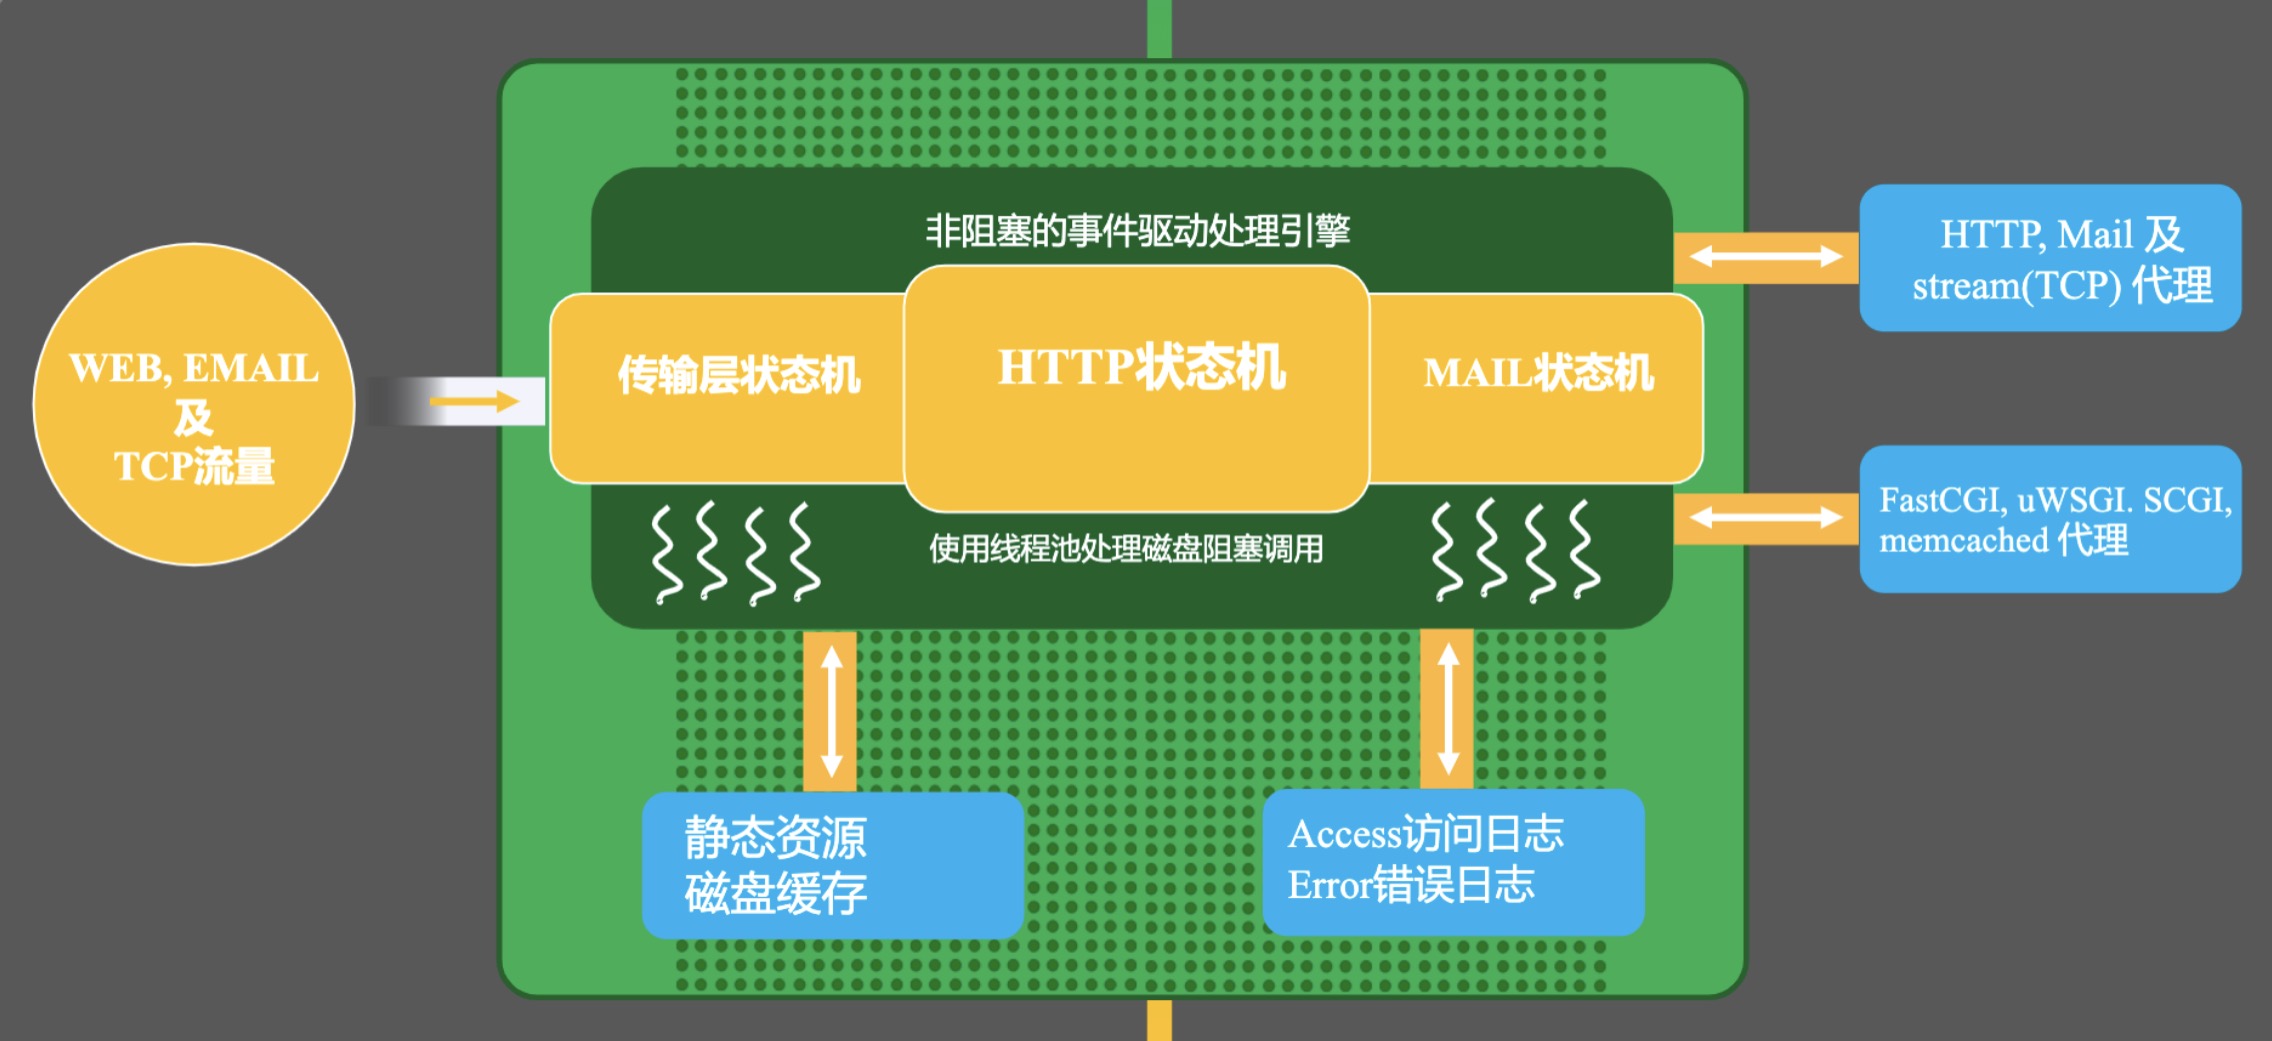 非阻塞的事件驱动处理引擎
WEB, EMAIL
及
TCP流量
传输层状态机
HTTP状态机
MAIL状态机
使用线程池处理磁盘阻塞调用
HTTP, Mail 及
stream(TCP) 代理
FastCGI, uWSGI. SCGI,
memcached 代理
静态资源
磁盘缓存
Access访问日志
Error错误日志